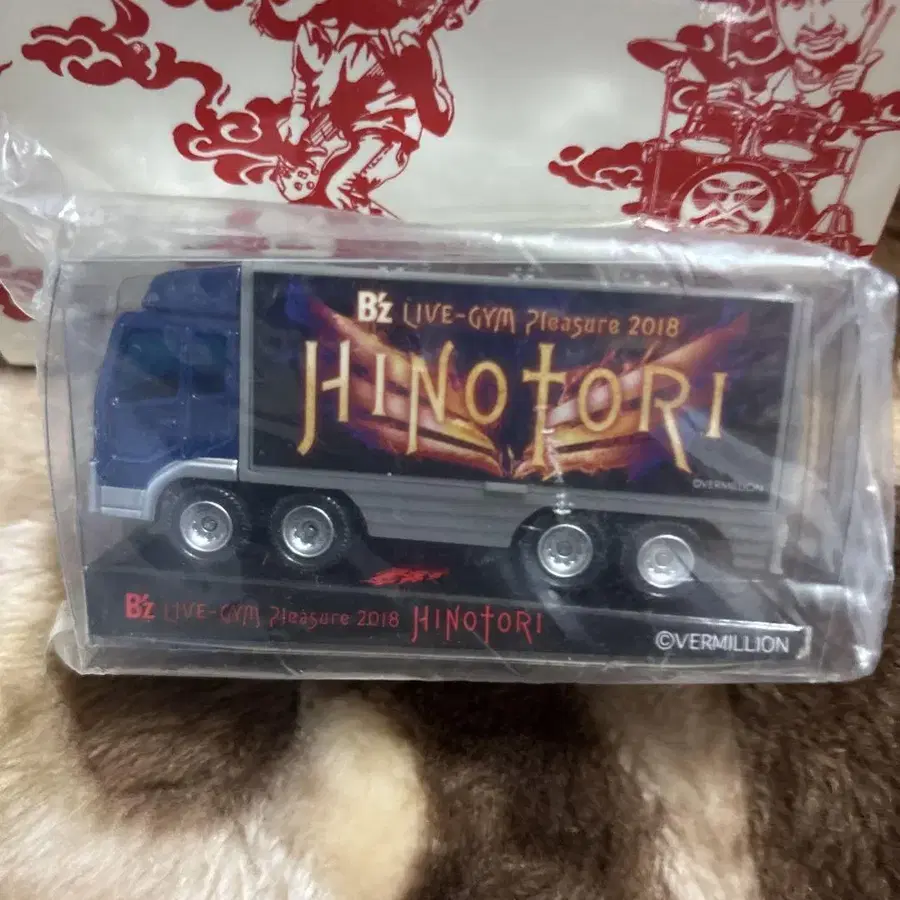 B'z LIVE-GYM Pleasure 2018
HINOTORI
©VERMILLION
B'z LIVE-GYM Pleasure 2018 HINOTORI
©VERMILLION